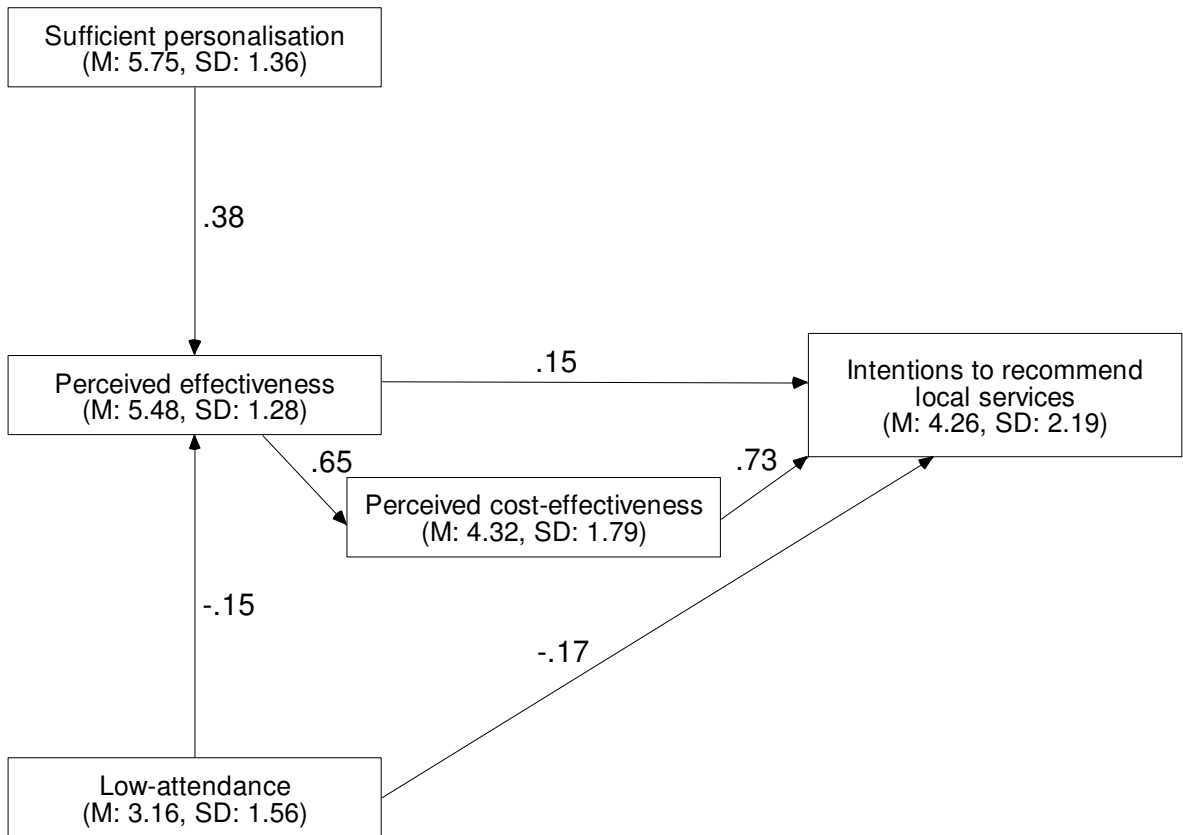 Sufficient personalisation
(M: 5.75, SD: 1.36)
.38
Perceived effectiveness
(M: 5.48, SD: 1.28)
.15
Intentions to recommend
local services
(M: 4.26, SD: 2.19)
.65
.73
Perceived cost-effectiveness
(M: 4.32, SD: 1.79)
-.15
-.17
Low-attendance
(M: 3.16, SD: 1.56)